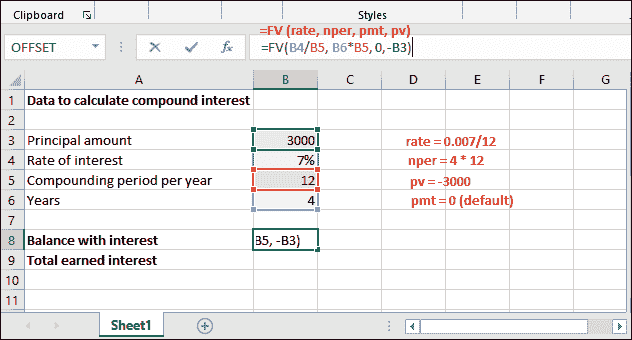 Clipboard Styles
=FV (rate, nper, pmt, pv)
OFFSET fx =FV(B4/B5, B6*B5, 0,-B3)
A B C D E F G
1 Data to calculate compound interest
2
3 Principal amount 3000 rate = 0.007/12
4 Rate of interest 7% nper = 4 * 12
5 Compounding period per year 12 pv = -3000
6 Years 4 pmt = 0 (default)
7
8 Balance with interest B5, -B3)
9 Total earned interest
10
11
Sheet1